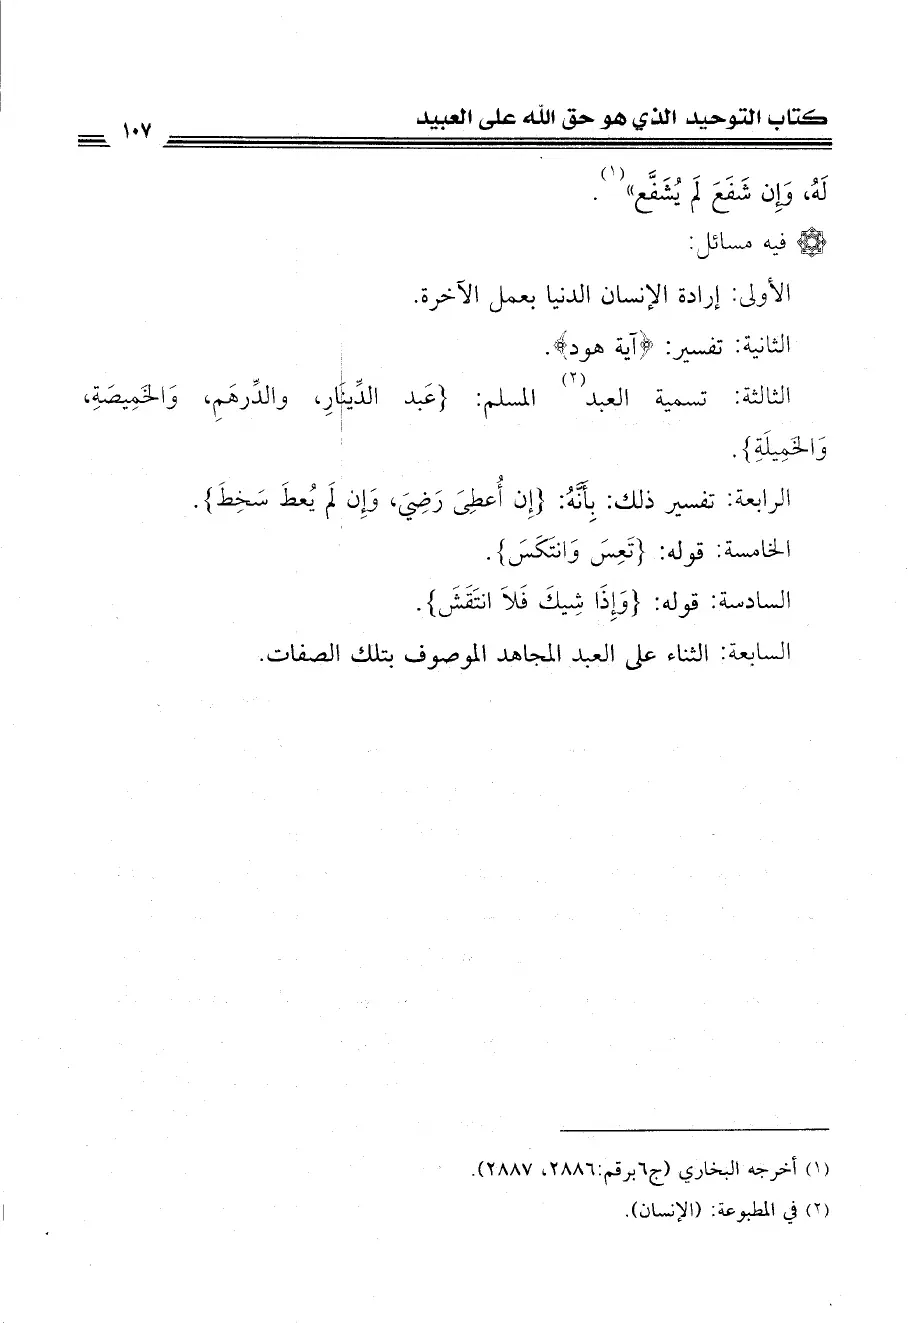 كتاب التوحيد الذي هو حق الله على العبيد ١٠٧
لَهُ، وَإِن شَفَعَ لَم يُشَفَّع»(١).
فيه مسائل:
الأولى: إرادة الإنسان الدنيا بعمل الآخرة.
الثانية: تفسير: ﴿آية هود﴾.
الثالثة: تسمية العبد(٢) المسلم: {عَبد الدِّينَارِ، والدِّرهَمِ، وَالخَمِيصَةِ،
وَالخَمِيلَةِ}.
الرابعة: تفسير ذلك: بِأَنَّهُ: {إن أُعطِيَ رَضِيَ، وَإِن لَم يُعطَ سَخِطَ}.
الخامسة: قوله: {تَعِسَ وَانتَكَسَ}.
السادسة: قوله: {وَإِذَا شِيكَ فَلاَ انتَقَشَ}.
السابعة: الثناء على العبد المجاهد الموصوف بتلك الصفات.
(١) أخرجه البخاري (ج٦برقم:٢٨٨٦، ٢٨٨٧).
(٢) في المطبوعة: (الإنسان).